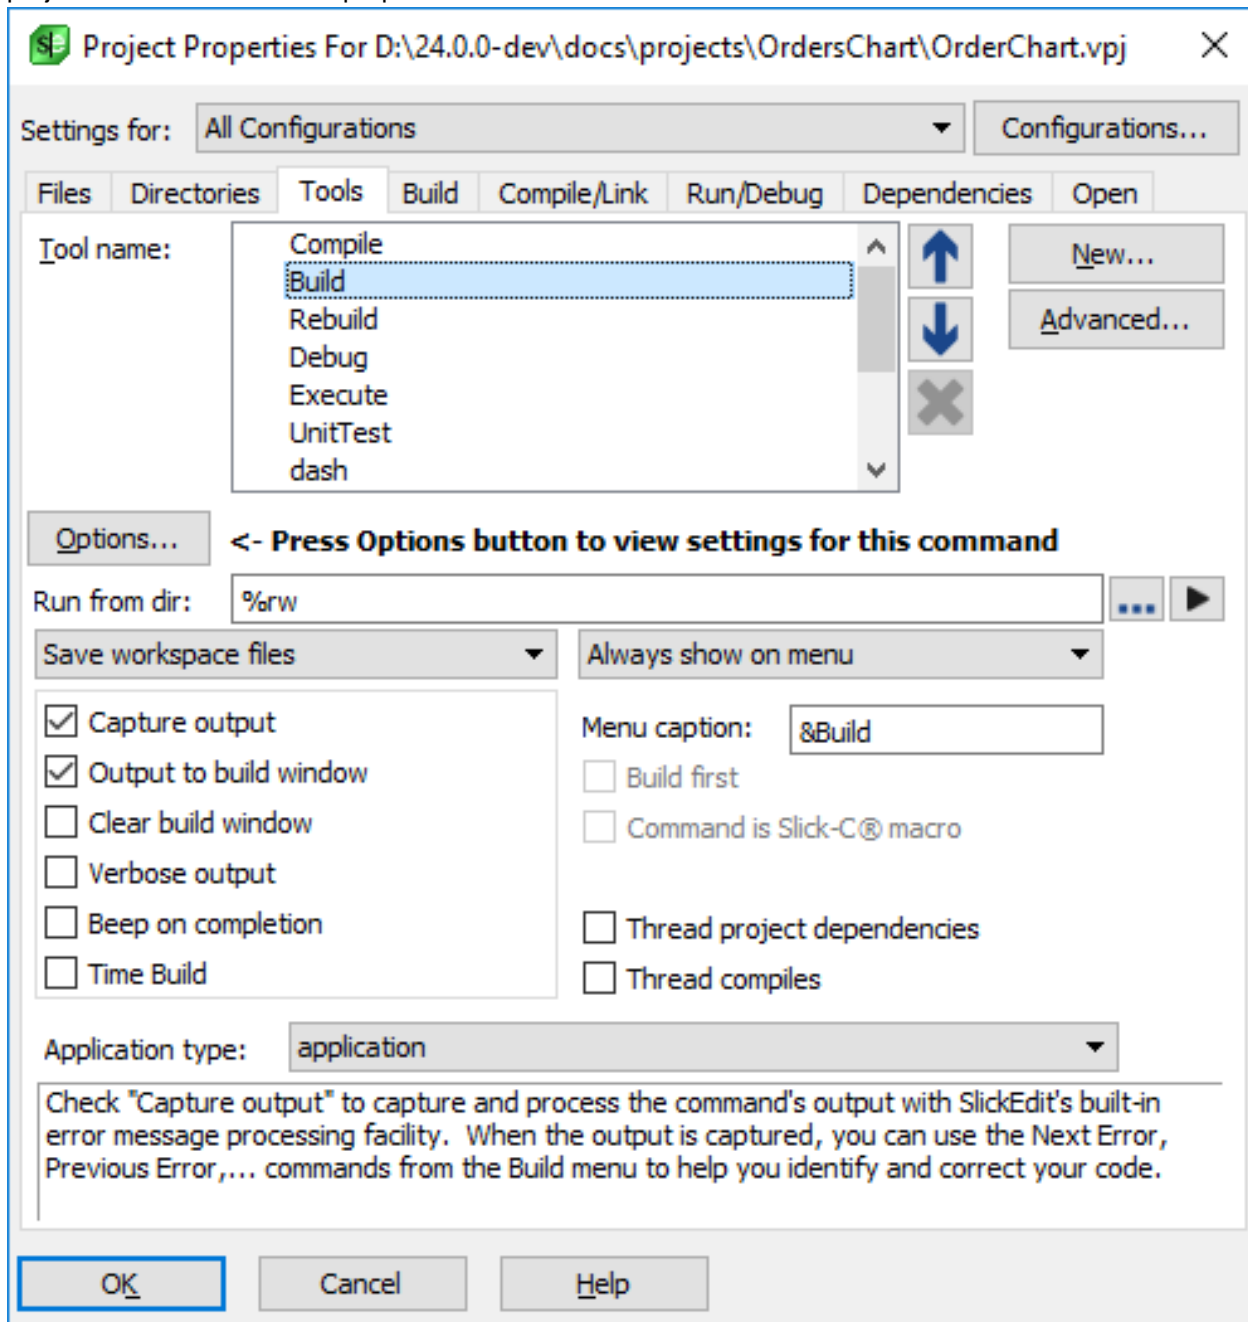 Project Properties For D:\24.0.0-dev\docs\projects\OrdersChart\OrderChart.vpj
Settings for: All Configurations Configurations...
Files Directories Tools Build Compile/Link Run/Debug Dependencies Open
Tool name: Compile New...
Build
Rebuild Advanced...
Debug
Execute
UnitTest
dash
Options... <- Press Options button to view settings for this command
Run from dir: %rw ...
Save workspace files Always show on menu
Capture output Menu caption: &Build
Output to build window Build first
Clear build window Command is Slick-C® macro
Verbose output
Beep on completion Thread project dependencies
Time Build Thread compiles
Application type: application
Check "Capture output" to capture and process the command's output with SlickEdit's built-in
error message processing facility.  When the output is captured, you can use the Next Error,
Previous Error,... commands from the Build menu to help you identify and correct your code.
OK Cancel Help